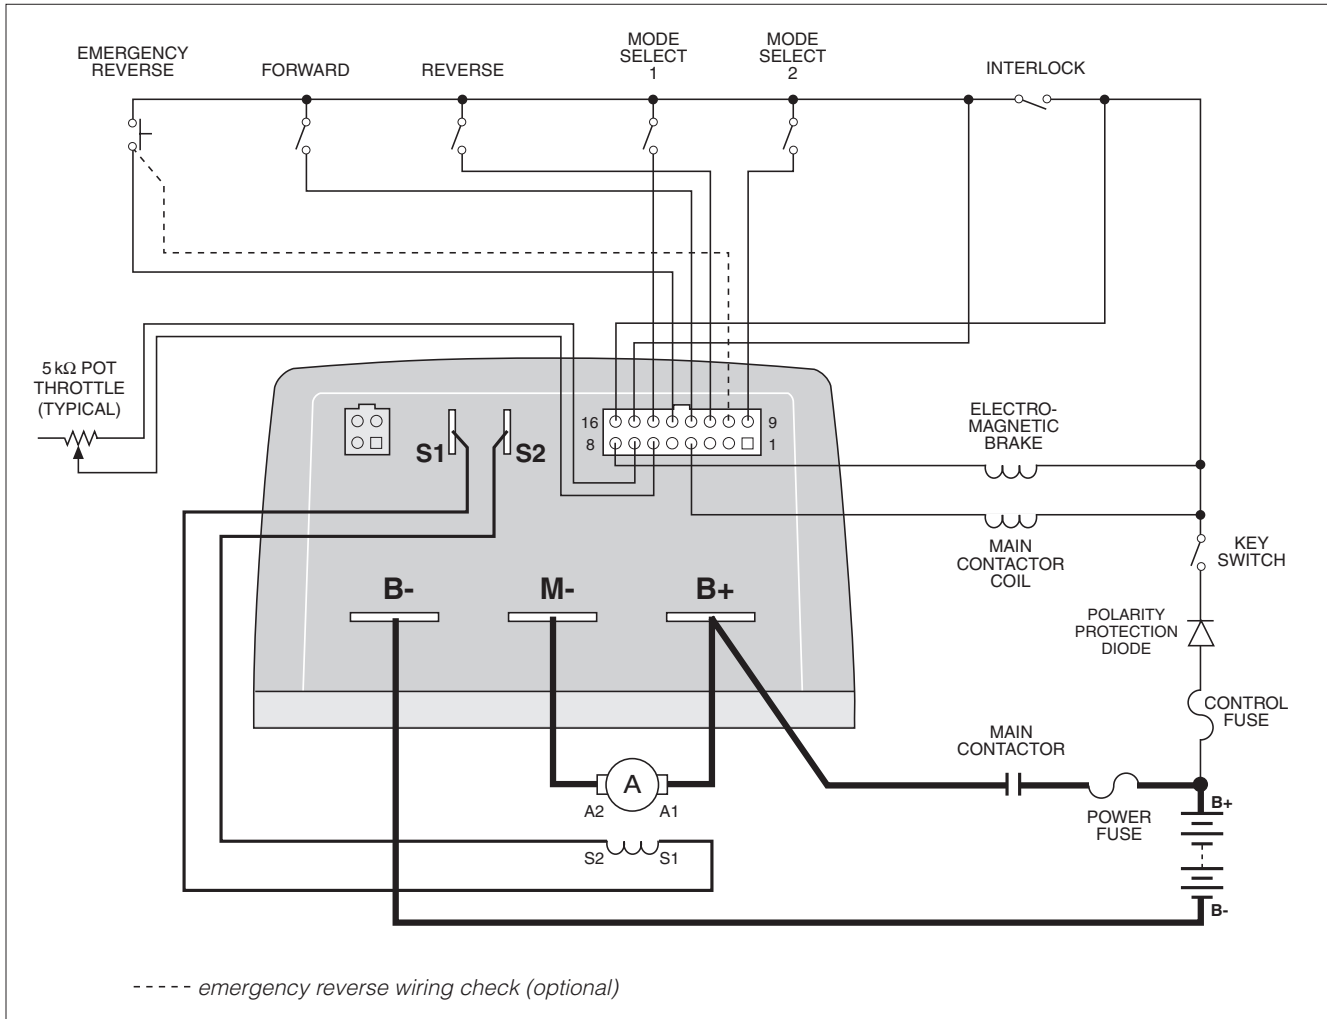 EMERGENCY
REVERSE
FORWARD
REVERSE
MODE
SELECT
1
MODE
SELECT
2
INTERLOCK
5 kΩ POT
THROTTLE
(TYPICAL)
16
9
8
1
S1
S2
ELECTRO-
MAGNETIC
BRAKE
MAIN
CONTACTOR
COIL
KEY
SWITCH
B-
M-
B+
POLARITY
PROTECTION
DIODE
CONTROL
FUSE
MAIN
CONTACTOR
POWER
FUSE
A
A2
A1
S2
S1
B+
B-
emergency reverse wiring check (optional)